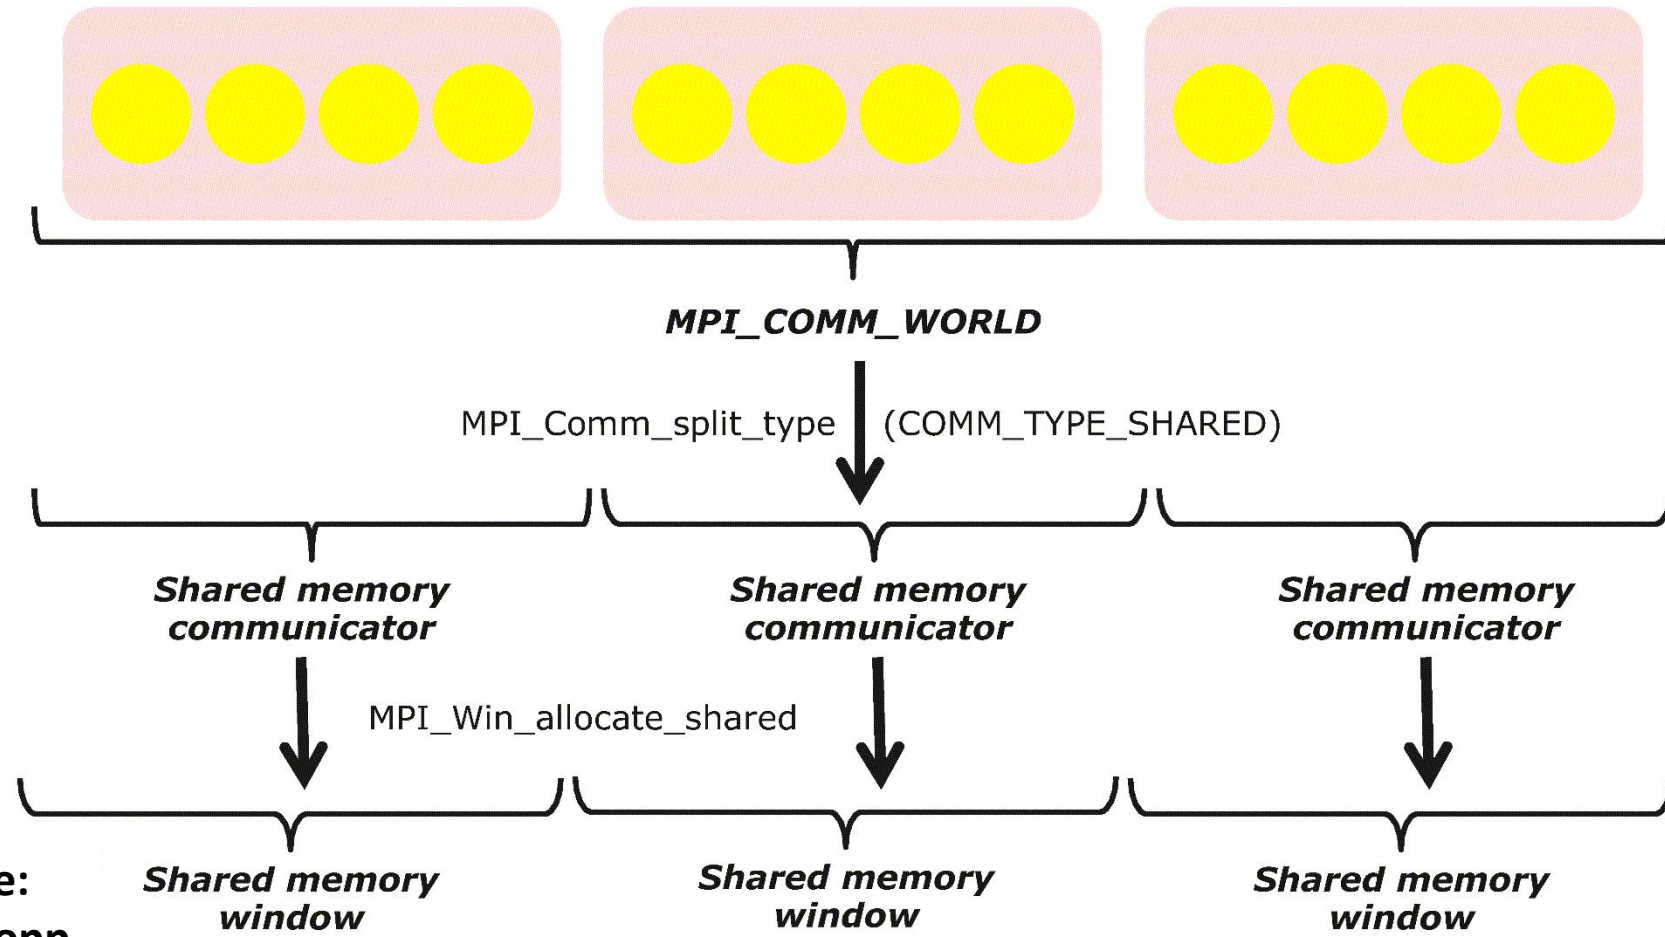 MPI_COMM_WORLD
MPI_Comm_split_type (COMM_TYPE_SHARED)
Shared memory
communicator
Shared memory
communicator
Shared memory
communicator
MPI_Win_allocate_shared
e:
Shared memory
window
Shared memory
window
Shared memory
window